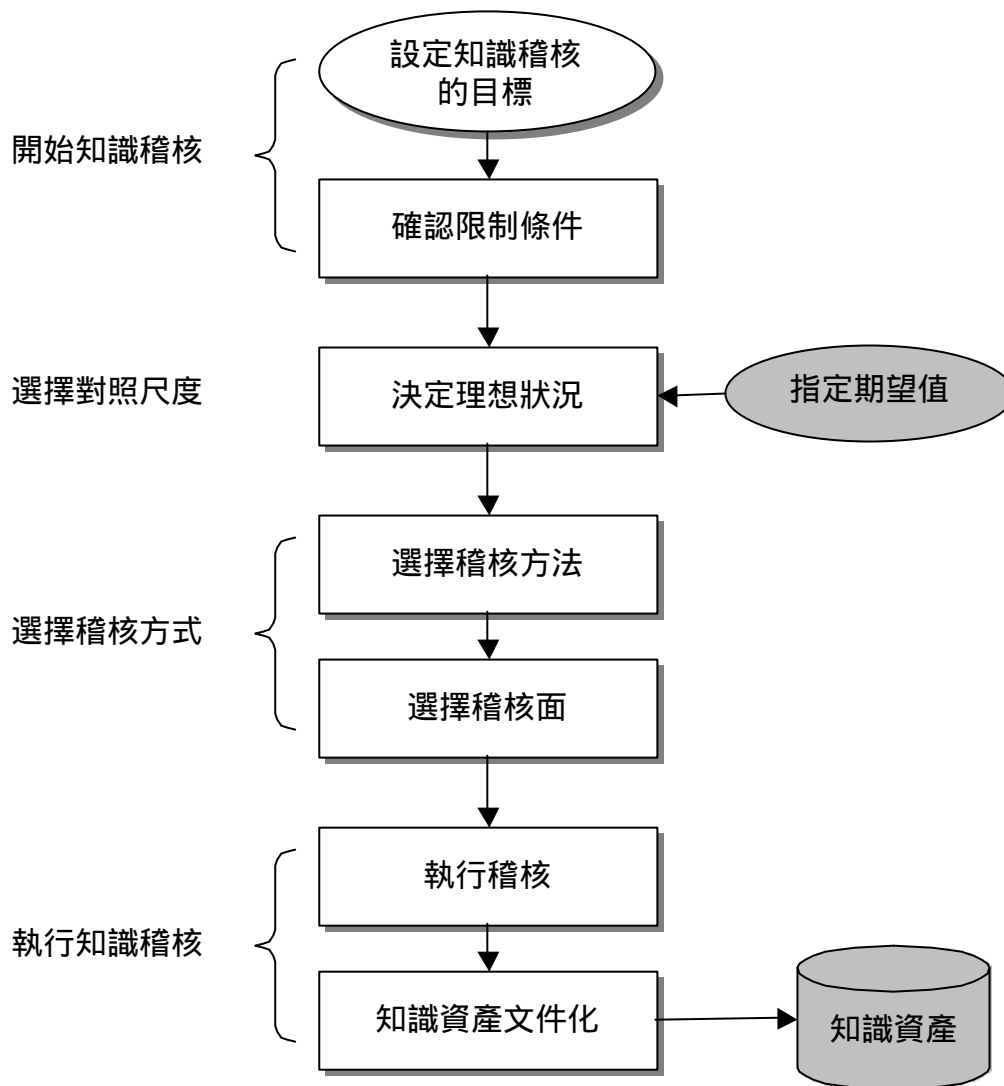 設定知識稽核
的目標
開始知識稽核
確認限制條件
選擇對照尺度
決定理想狀況
指定期望值
選擇稽核方法
選擇稽核方式
選擇稽核面
執行稽核
執行知識稽核
知識資產文件化
知識資產